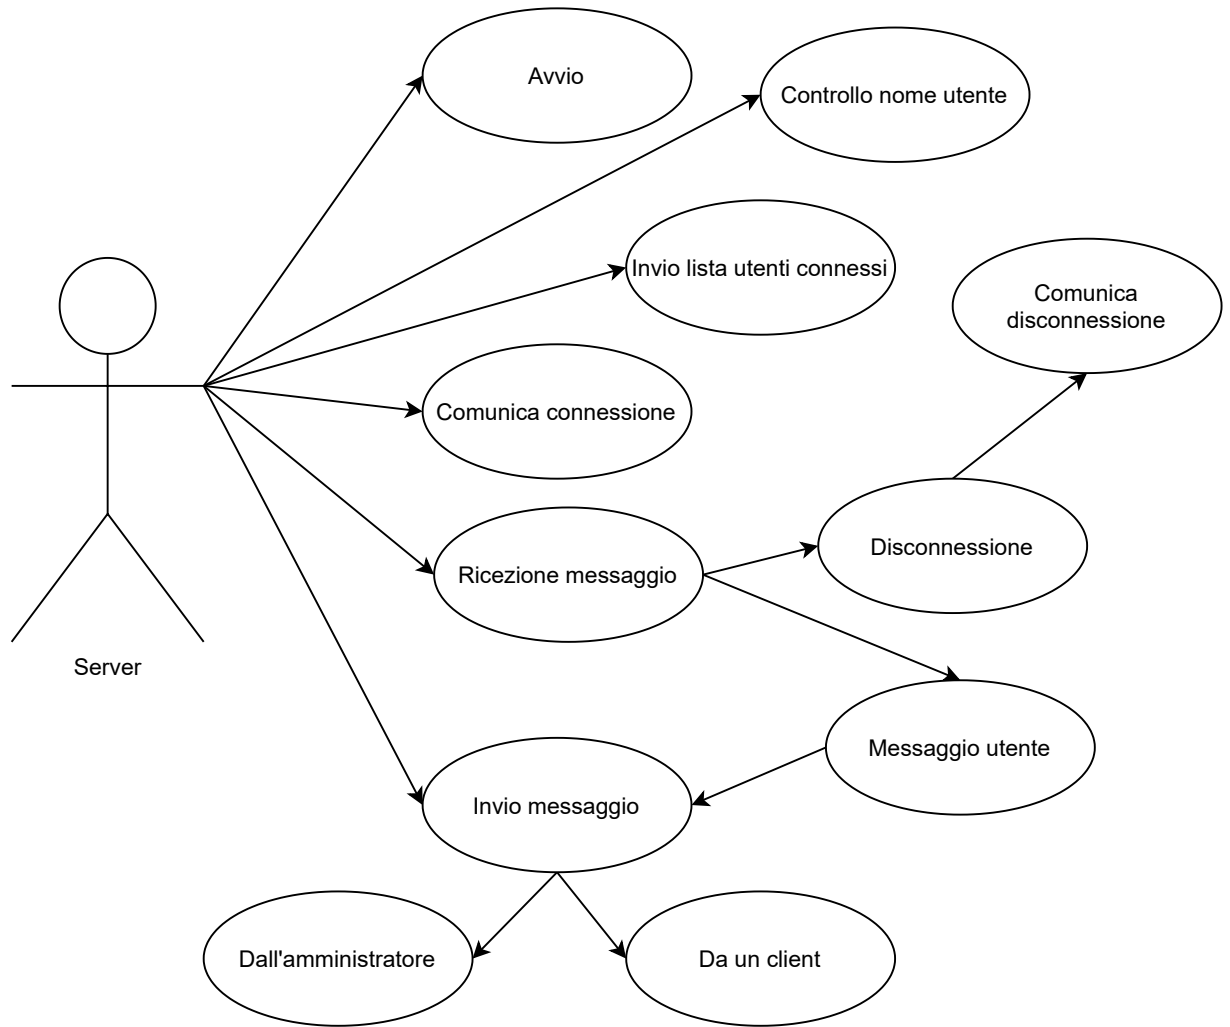 Avvio
Controllo nome utente
Invio lista utenti connessi
Comunica
disconnessione
Comunica connessione
Disconnessione
Ricezione messaggio
Server
Messaggio utente
Invio messaggio
Dall'amministratore
Da un client